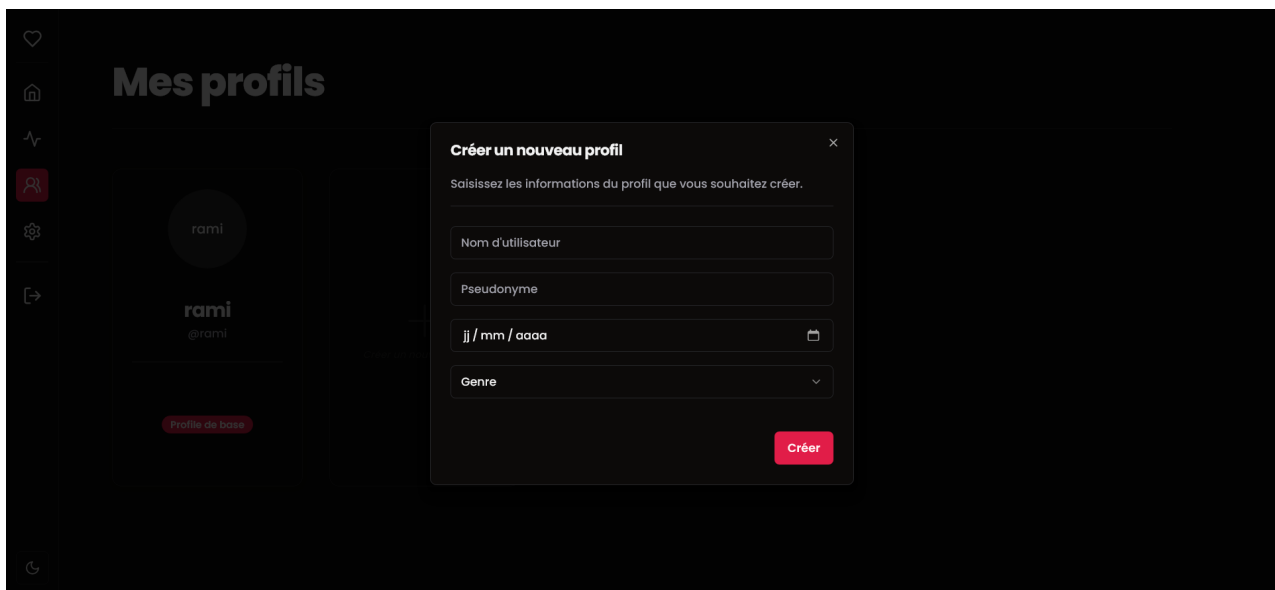 Mes profils
Créer un nouveau profil
Saisissez les informations du profil que vous souhaitez créer.
Nom d'utilisateur
Pseudonyme
jj / mm / aaaa
Genre
Créer
rami
rami
@rami
Profile de base